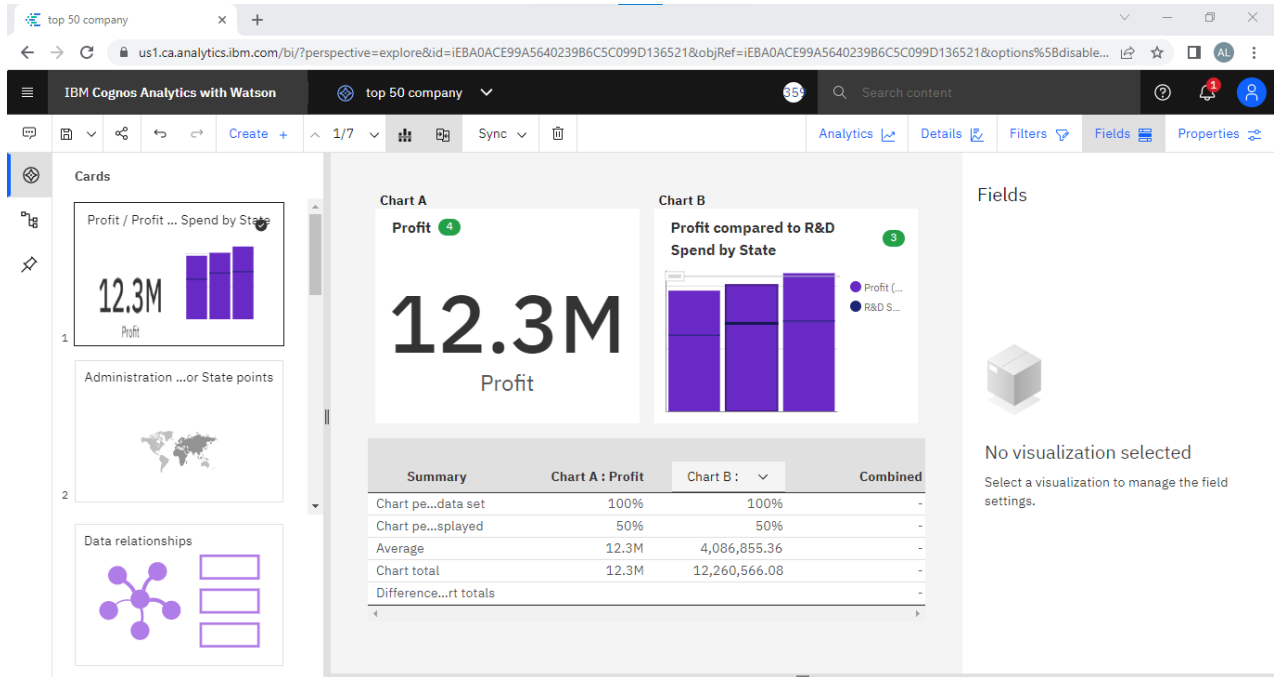 top 50 company
us1.ca.analytics.ibm.com/bi/?perspective=explore&id=iEBA0ACE99A5640239B6C5C099D136521&objRef=iEBA0ACE99A5640239B6C5C099D136521&options%5Bdisable... AL
IBM Cognos Analytics with Watson top 50 company 359 Search content 1
Create + 1/7 Sync Analytics Details Filters Fields Properties
Cards
Profit / Profit ... Spend by State
12.3M
Profit
1
Administration ...or State points
2
Data relationships
Chart A Chart B
Profit 4
12.3M
Profit
Profit compared to R&D
Spend by State
3
Profit (...
R&D S...
Summary Chart A : Profit Chart B : Combined
Chart pe...data set 100% 100% -
Chart pe...splayed 50% 50% -
Average 12.3M 4,086,855.36 -
Chart total 12.3M 12,260,566.08 -
Difference...rt totals -
Fields
No visualization selected
Select a visualization to manage the field
settings.